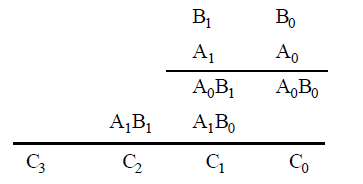 B₁ B₀
A₁ A₀
A₀B₁ A₀B₀
A₁B₁ A₁B₀
C₃ C₂ C₁ C₀